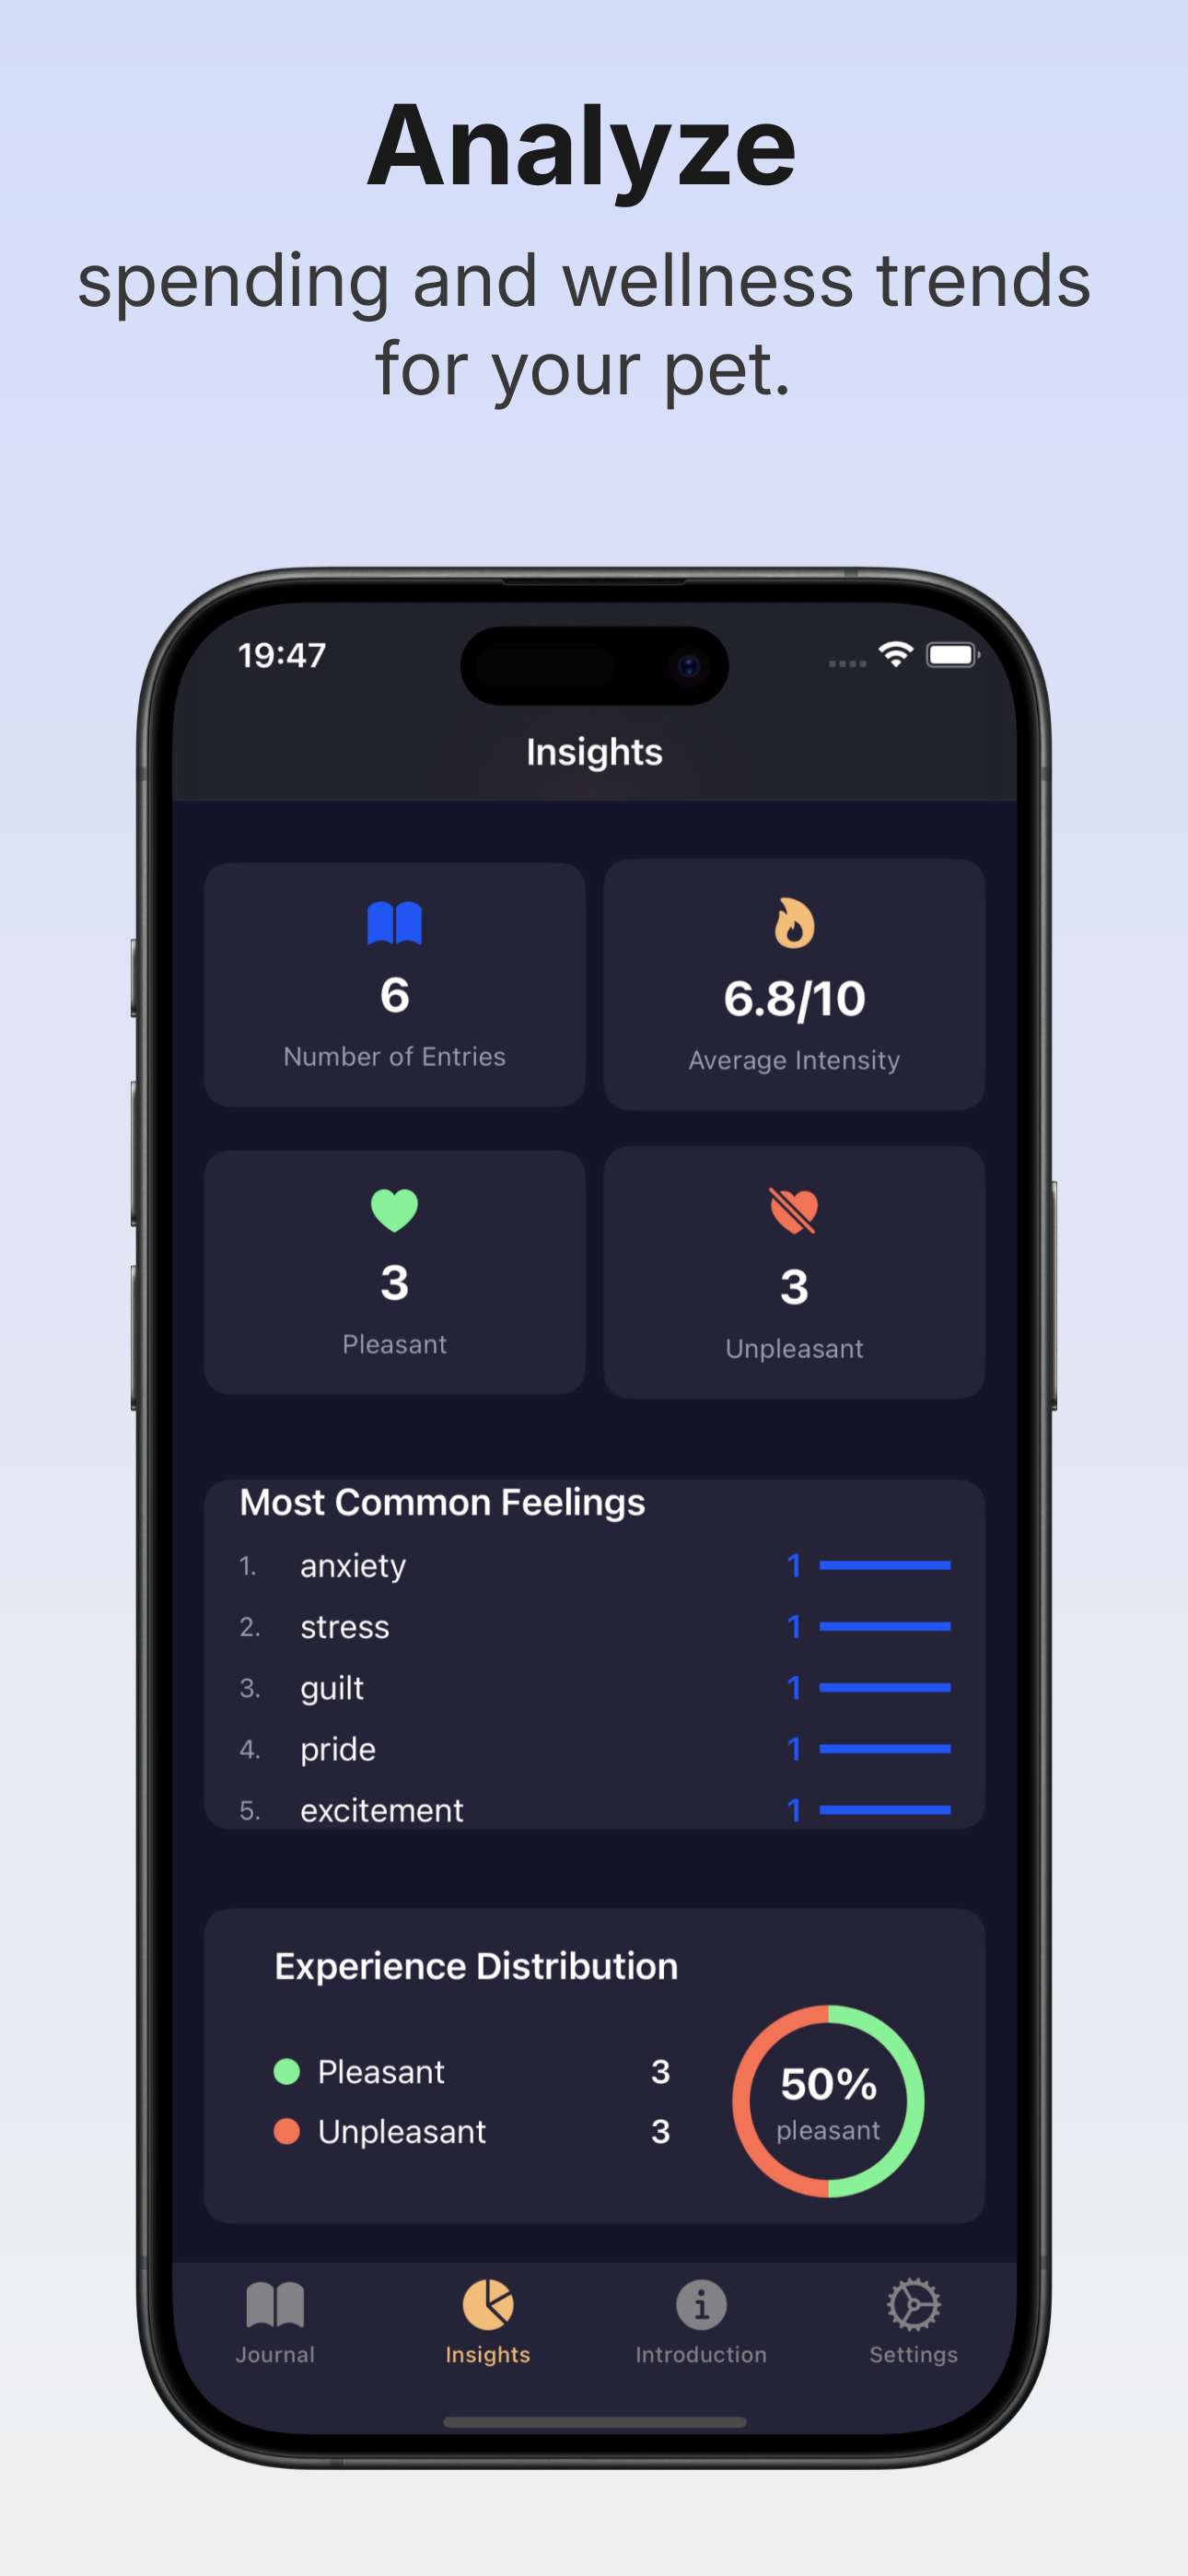 Analyze
spending and wellness trends
for your pet.
19:47
Insights
6
Number of Entries
6.8/10
Average Intensity
3
Pleasant
3
Unpleasant
Most Common Feelings
1. anxiety 1
2. stress 1
3. guilt 1
4. pride 1
5. excitement 1
Experience Distribution
Pleasant 3
Unpleasant 3
50%
pleasant
Journal
Insights
Introduction
Settings